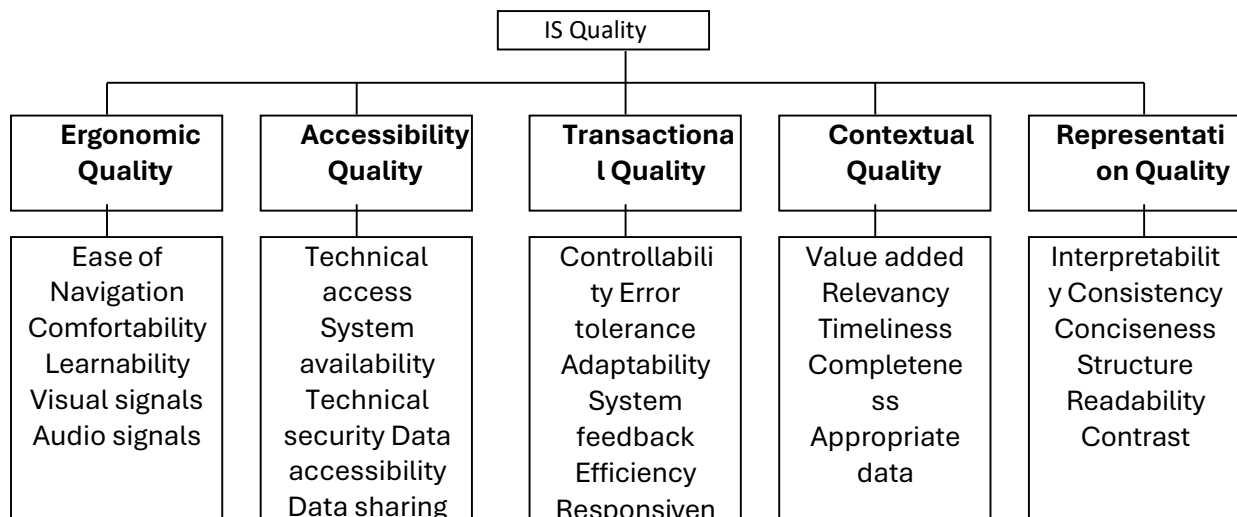 IS Quality
Ergonomic
Quality
Accessibility
Quality
Transactiona
l Quality
Contextual
Quality
Representati
on Quality
Ease of
Navigation
Comfortability
Learnability
Visual signals
Audio signals
Technical
access
System
availability
Technical
security Data
accessibility
Data sharing
Controllabili
ty Error
tolerance
Adaptability
System
feedback
Efficiency
Responsiven
Value added
Relevancy
Timeliness
Completene
ss
Appropriate
data
Interpretabilit
y Consistency
Conciseness
Structure
Readability
Contrast